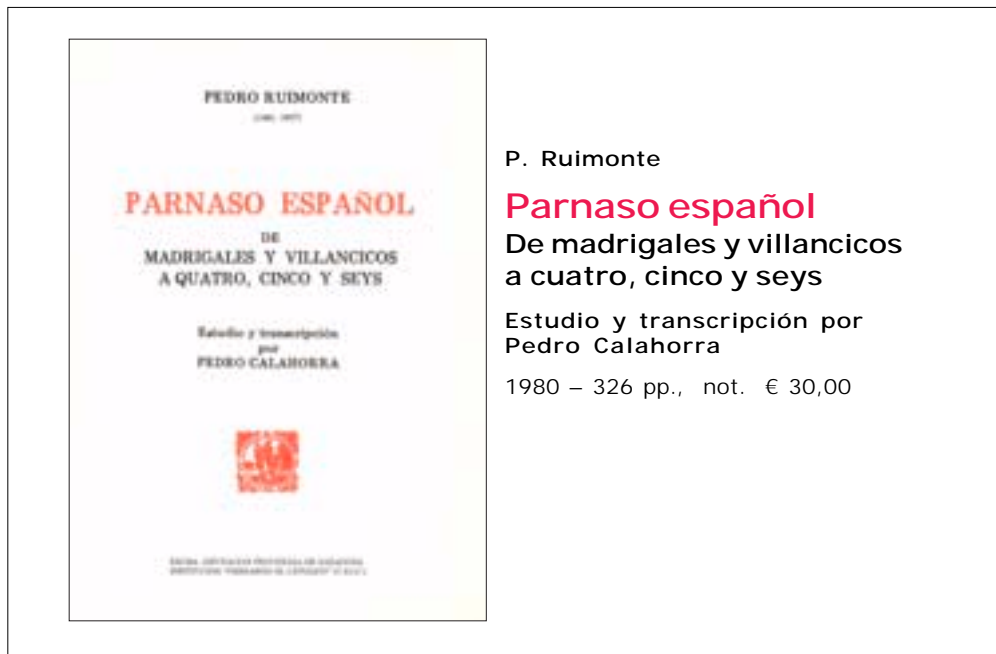 PEDRO RUIMONTE
PARNASO ESPAÑOL
DE
MADRIGALES Y VILLANCICOS
A QUATRO, CINCO Y SEYS
Estudio y transcripción
por
PEDRO CALAHORRA
P. Ruimonte
Parnaso español
De madrigales y villancicos
a cuatro, cinco y seys
Estudio y transcripción por
Pedro Calahorra
1980 – 326 pp., not. € 30,00